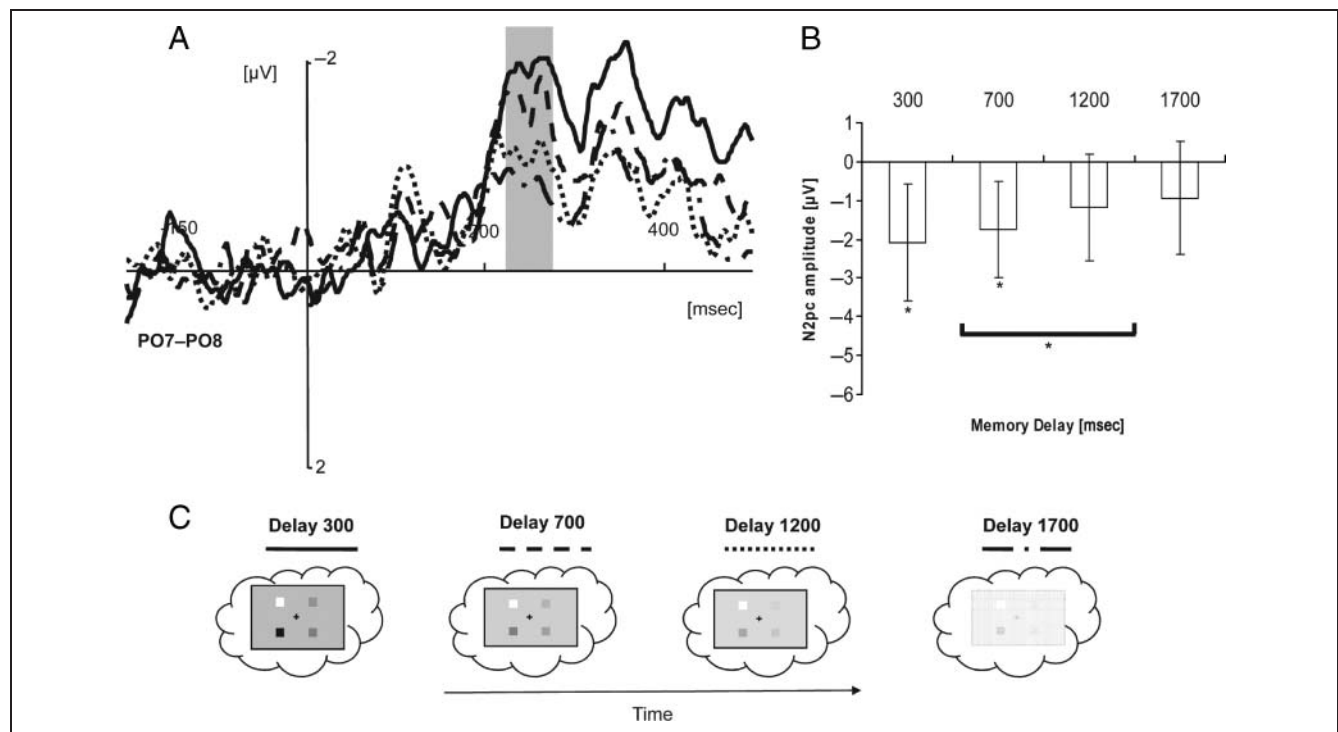 A
[µV]
–2
-150
400
[msec]
PO7–PO8
2
B
300 700 1200 1700
1
0
–1
–2
–3
–4
–5
–6
N2pc amplitude [µV]
*
*
*
Memory Delay [msec]
C
Delay 300
Delay 700
Delay 1200
Delay 1700
Time